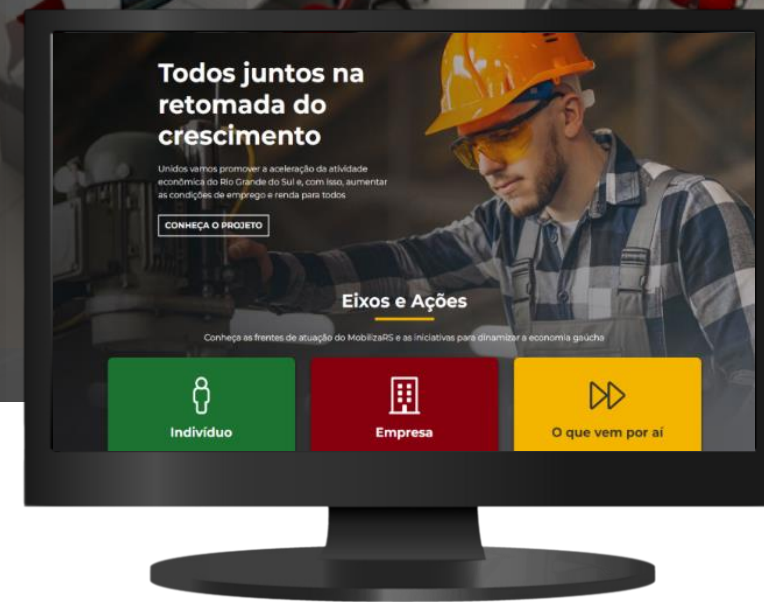 Todos juntos na
retomada do
crescimento
Unidos vamos promover a aceleração da atividade
econômica do Rio Grande do Sul e, com isso, aumentar
as condições de emprego e renda para todos
CONHEÇA O PROJETO
Eixos e Ações
Conheça as frentes de atuação do MobilizaRS e as iniciativas para dinamizar a economia gaúcha
Indivíduo
Empresa
O que vem por aí